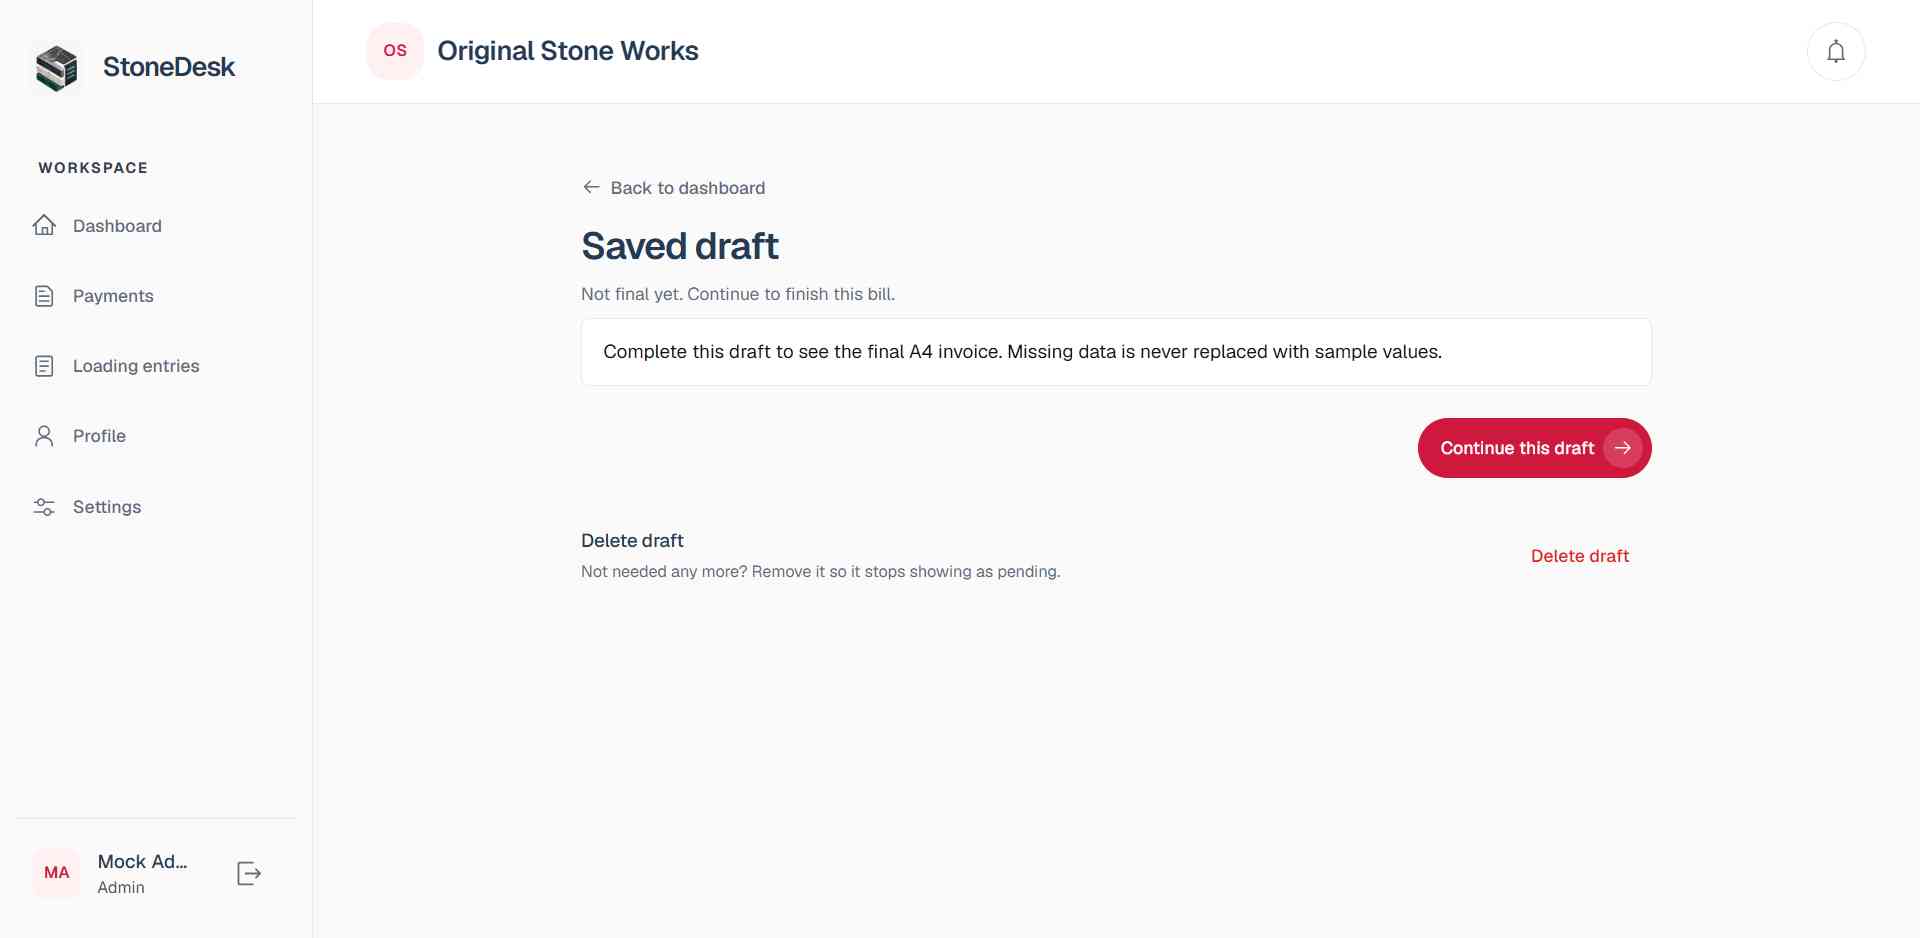 StoneDesk
WORKSPACE
Dashboard
Payments
Loading entries
Profile
Settings
MA
Mock Ad...
Admin
OS
Original Stone Works
Back to dashboard
Saved draft
Not final yet. Continue to finish this bill.
Complete this draft to see the final A4 invoice. Missing data is never replaced with sample values.
Continue this draft
Delete draft
Not needed any more? Remove it so it stops showing as pending.
Delete draft